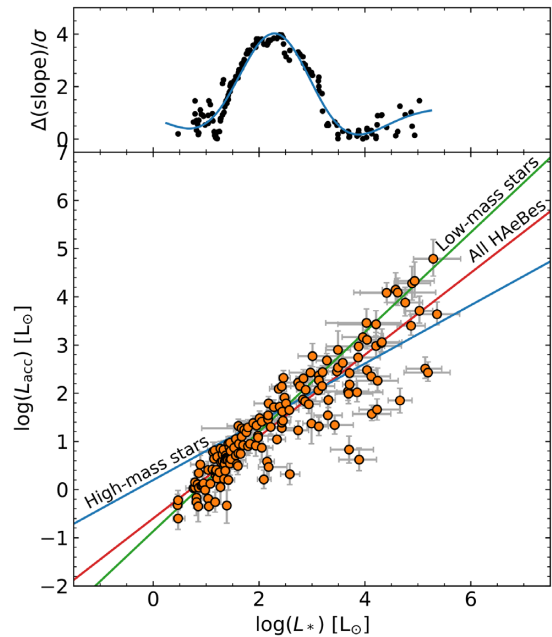 Δ(slope)/σ
4
2
0
7
6
5
4
3
2
1
0
−1
−2
log(Lacc) [L⊙]
Low-mass stars
All HAeBes
High-mass stars
0
2
4
6
log(L*) [L⊙]